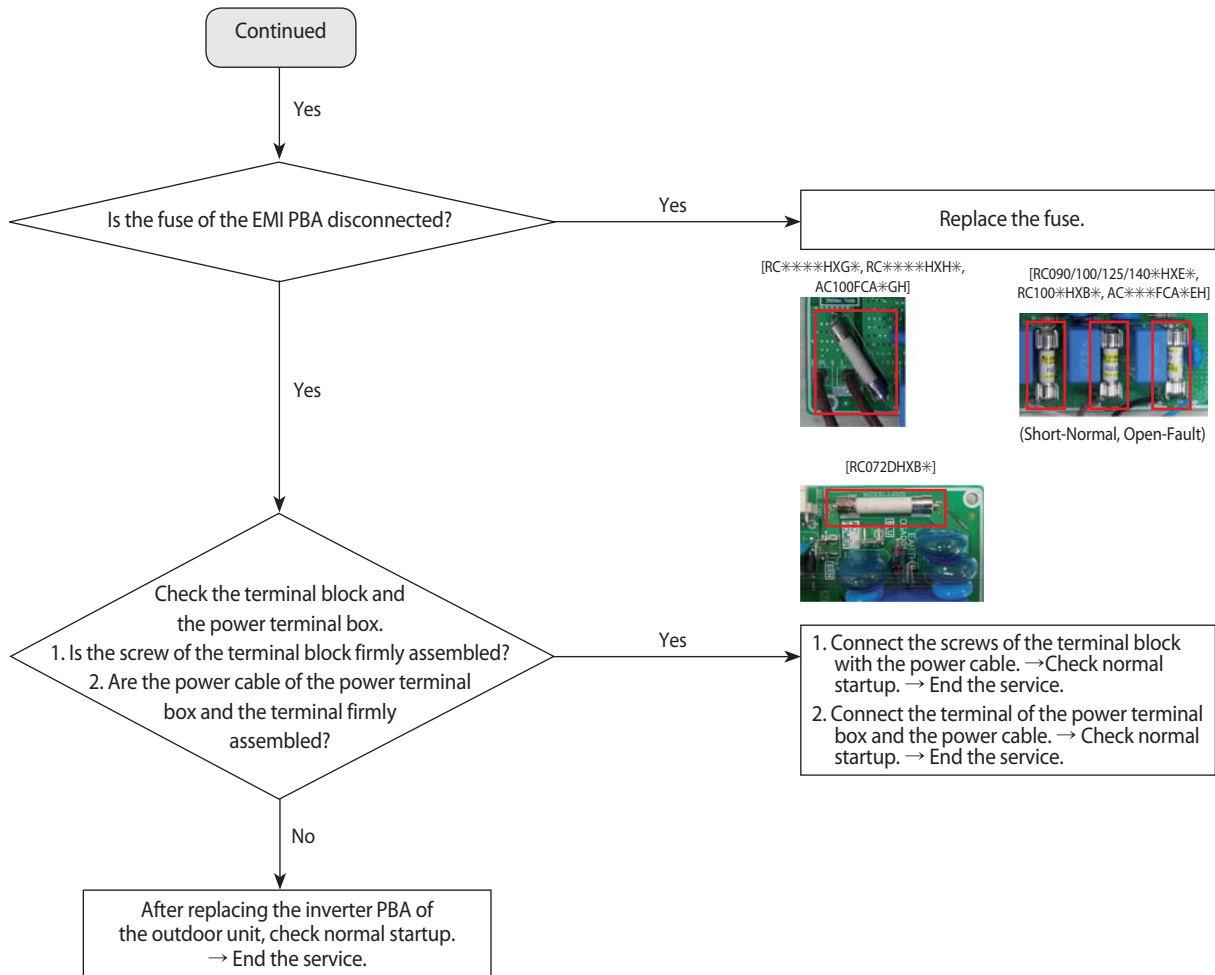 Continued
Yes
Is the fuse of the EMI PBA disconnected?
Yes
Replace the fuse.
[RC✳✳✳✳HXG✳, RC✳✳✳✳HXH✳,
AC100FCA✳GH]
[RC090/100/125/140✳HXE✳,
RC100✳HXB✳, AC✳✳✳FCA✳EH]
(Short-Normal, Open-Fault)
[RC072DHXB✳]
Yes
Check the terminal block and
the power terminal box.
1. Is the screw of the terminal block firmly assembled?
2. Are the power cable of the power terminal
box and the terminal firmly
assembled?
Yes
1. Connect the screws of the terminal block
with the power cable. →Check normal
startup. → End the service.
2. Connect the terminal of the power terminal
box and the power cable. → Check normal
startup. → End the service.
No
After replacing the inverter PBA of
the outdoor unit, check normal startup.
→ End the service.